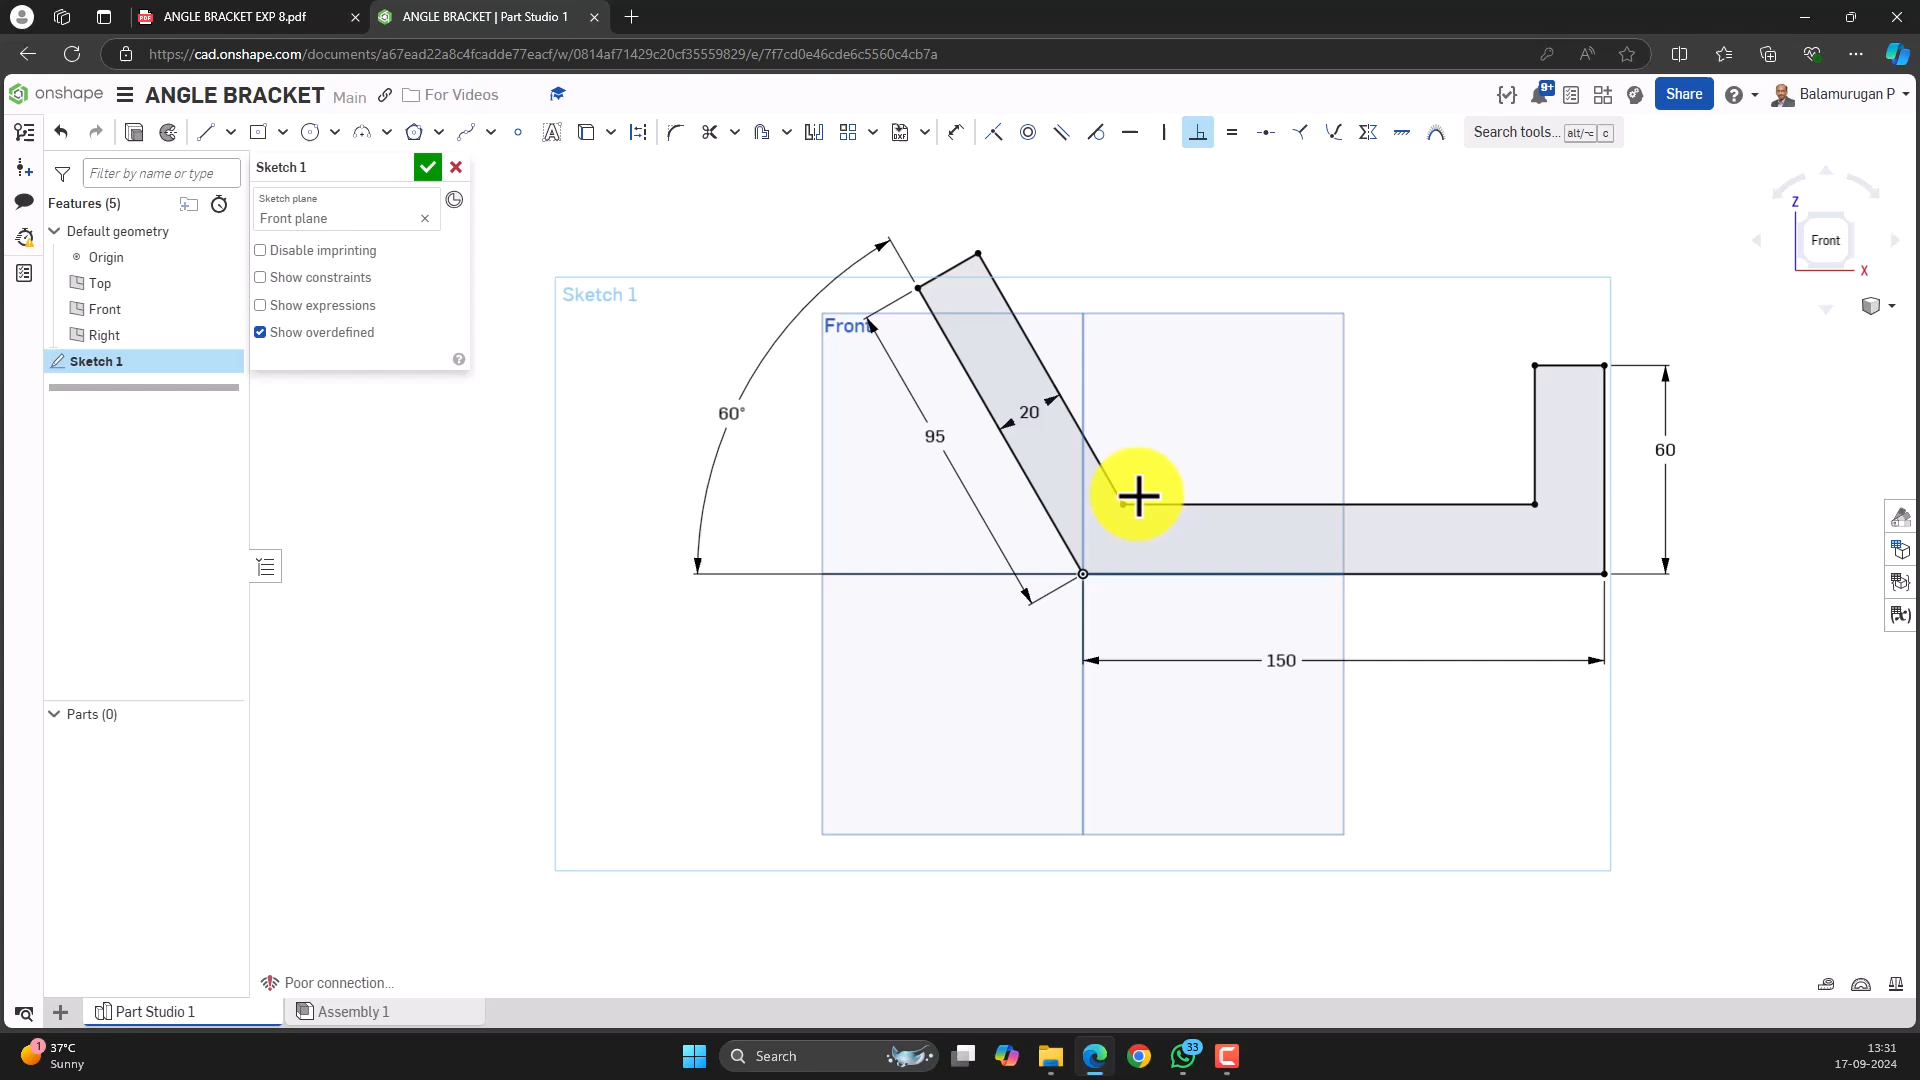 ANGLE BRACKET EXP 8.pdf
ANGLE BRACKET | Part Studio 1
https://cad.onshape.com/documents/a67ead22a8c4fcadde77eacf/w/0814af71429c20cf35559829/e/7f7cd0e46cde6c5560c4cb7a
onshape
ANGLE BRACKET Main
For Videos
9+
Share
Balamurugan P
Search tools... alt/⌥ c
Filter by name or type
Features (5)
Default geometry
Origin
Top
Front
Right
Sketch 1
Parts (0)
Sketch 1
Sketch plane
Front plane
Disable imprinting
Show constraints
Show expressions
Show overdefined
Sketch 1
Front
60°
95
20
60
150
Z
Front
X
Poor connection...
Part Studio 1
Assembly 1
1
37°C
Sunny
Search
33
13:31
17-09-2024